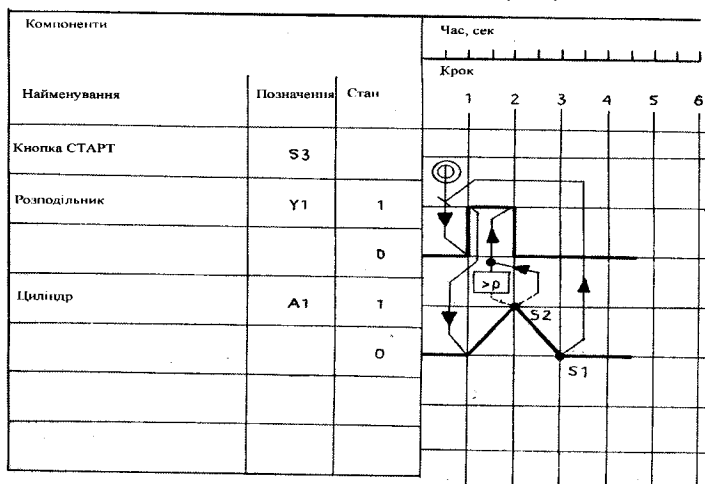 Компоненти
Час, сек
Крок
Найменування Позначення Стан 1 2 3 4 5 6
Кнопка СТАРТ S3
Розподільник Y1 1
0
>p
Циліндр A1 1 S2
0 S1